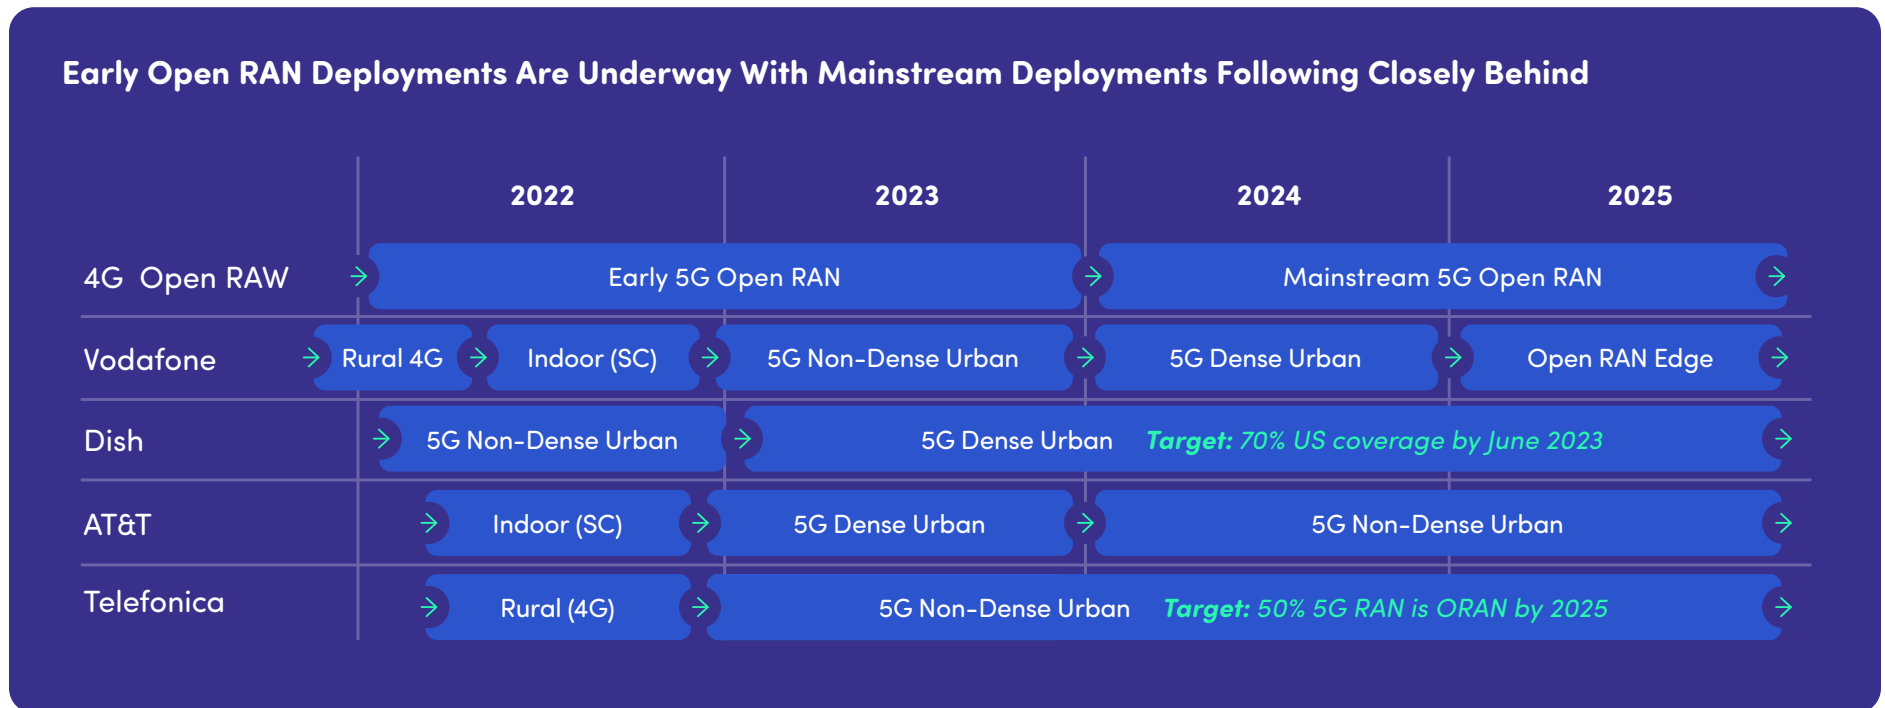 Early Open RAN Deployments Are Underway With Mainstream Deployments Following Closely Behind
2022 2023 2024 2025
4G Open RAW Early 5G Open RAN Mainstream 5G Open RAN
Vodafone Rural 4G Indoor (SC) 5G Non-Dense Urban 5G Dense Urban Open RAN Edge
Dish 5G Non-Dense Urban 5G Dense Urban Target: 70% US coverage by June 2023
AT&T Indoor (SC) 5G Dense Urban 5G Non-Dense Urban
Telefonica Rural (4G) 5G Non-Dense Urban Target: 50% 5G RAN is ORAN by 2025